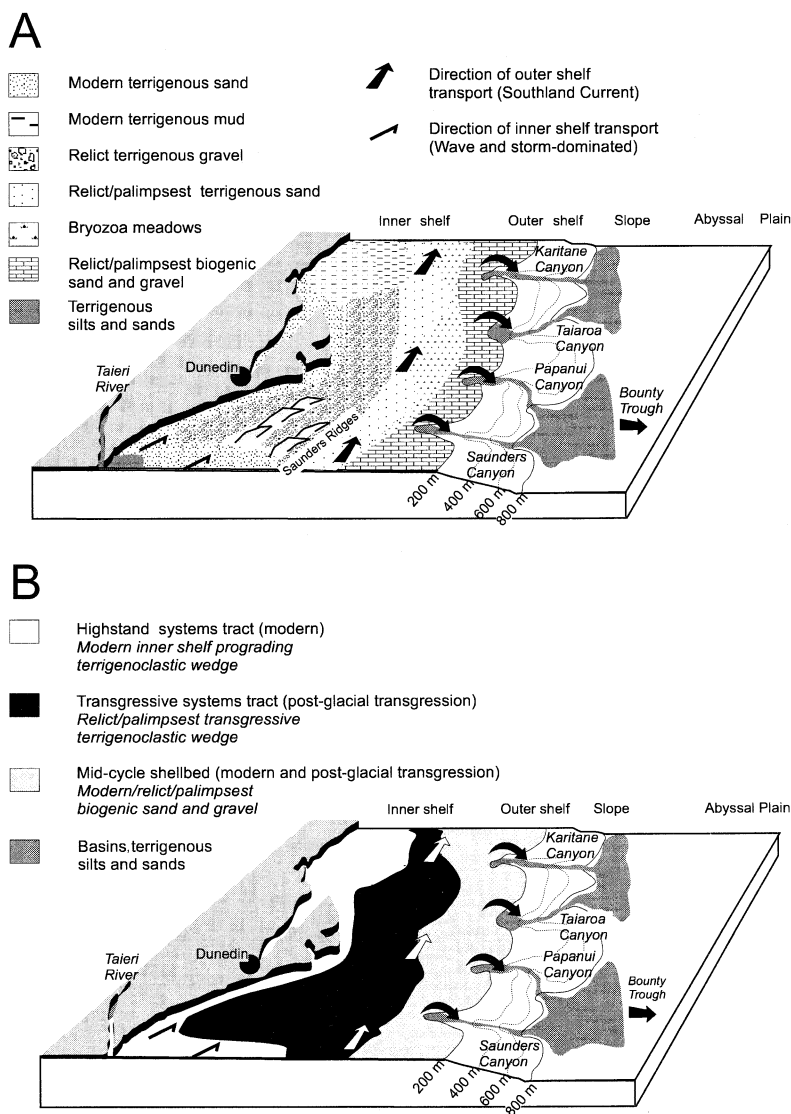 A
Modern terrigenous sand
Modern terrigenous mud
Relict terrigenous gravel
Relict/palimpsest terrigenous sand
Bryozoa meadows
Relict/palimpsest biogenic
sand and gravel
Terrigenous
silts and sands
Direction of outer shelf
transport (Southland Current)
Direction of inner shelf transport
(Wave and storm-dominated)
Inner shelf
Outer shelf
Slope
Abyssal Plain
Karitane
Canyon
Taiaroa
Canyon
Papanui
Canyon
Saunders
Canyon
Taieri
River
Dunedin
Saunders Ridges
Bounty
Trough
200 m
400 m
600 m
800 m
B
Highstand systems tract (modern)
Modern inner shelf prograding
terrigenoclastic wedge
Transgressive systems tract (post-glacial transgression)
Relict/palimpsest transgressive
terrigenoclastic wedge
Mid-cycle shellbed (modern and post-glacial transgression)
Modern/relict/palimpsest
biogenic sand and gravel
Basins, terrigenous
silts and sands
Inner shelf
Outer shelf
Slope
Abyssal Plain
Karitane
Canyon
Taiaroa
Canyon
Papanui
Canyon
Saunders
Canyon
Taieri
River
Dunedin
Bounty
Trough
200 m
400 m
600 m
800 m